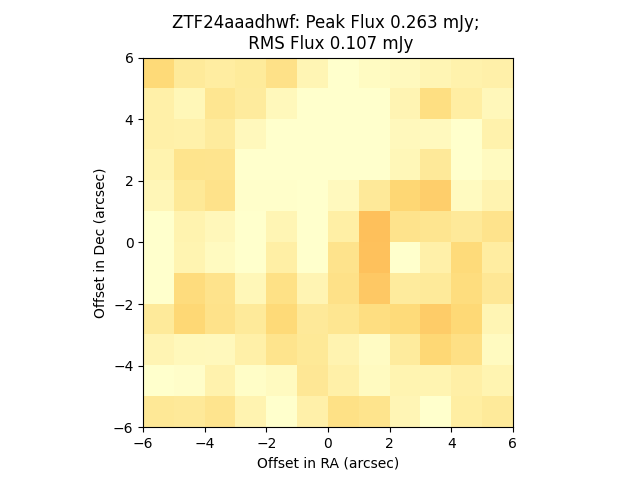 ZTF24aaadhwf: Peak Flux 0.263 mJy;
RMS Flux 0.107 mJy
6
4
2
0
−2
−4
−6
Offset in Dec (arcsec)
−6 −4 −2 0 2 4 6
Offset in RA (arcsec)